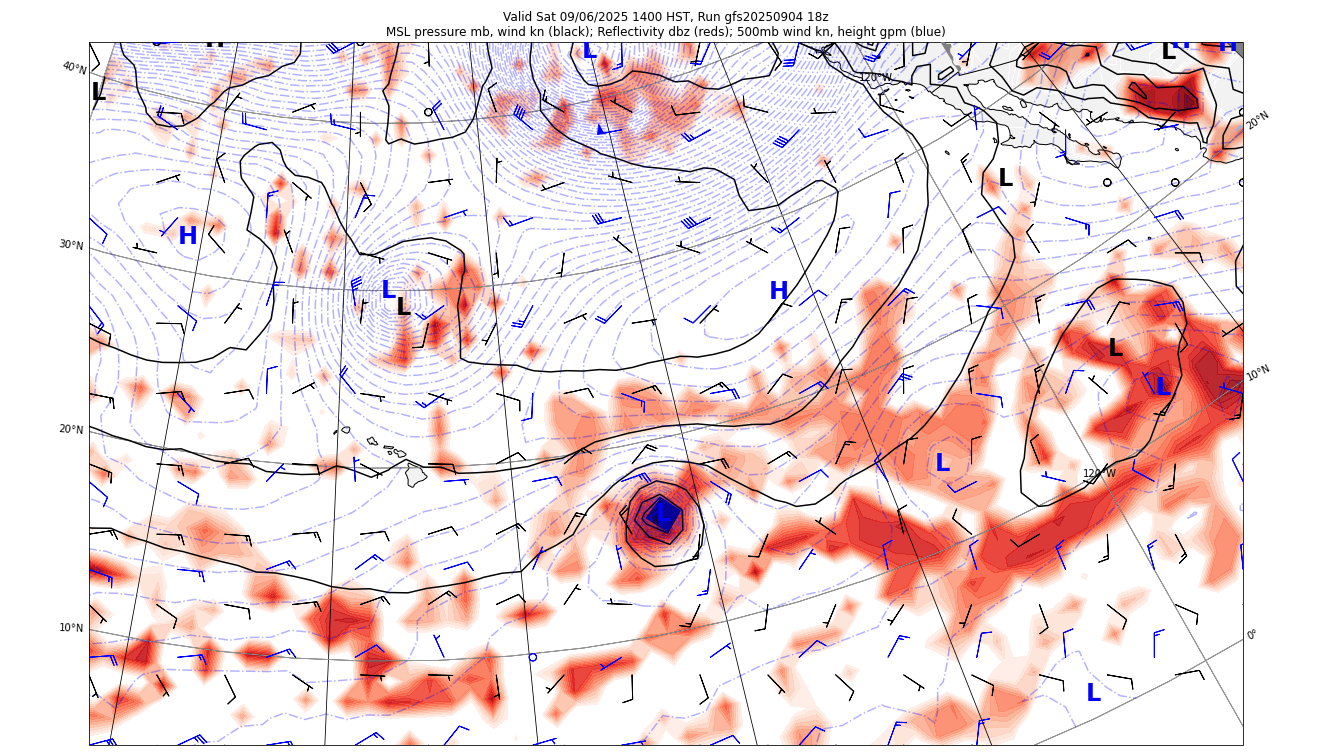 Valid Sat 09/06/2025 1400 HST, Run gfs20250904 18z
MSL pressure mb, wind kn (black); Reflectivity dbz (reds); 500mb wind kn, height gpm (blue)
H
L
L
H
H
40°N
120°W
L
20°N
L
30°N
H
L
L
H
L
L
10°N
20°N
L
120°W
L
10°N
0°
L